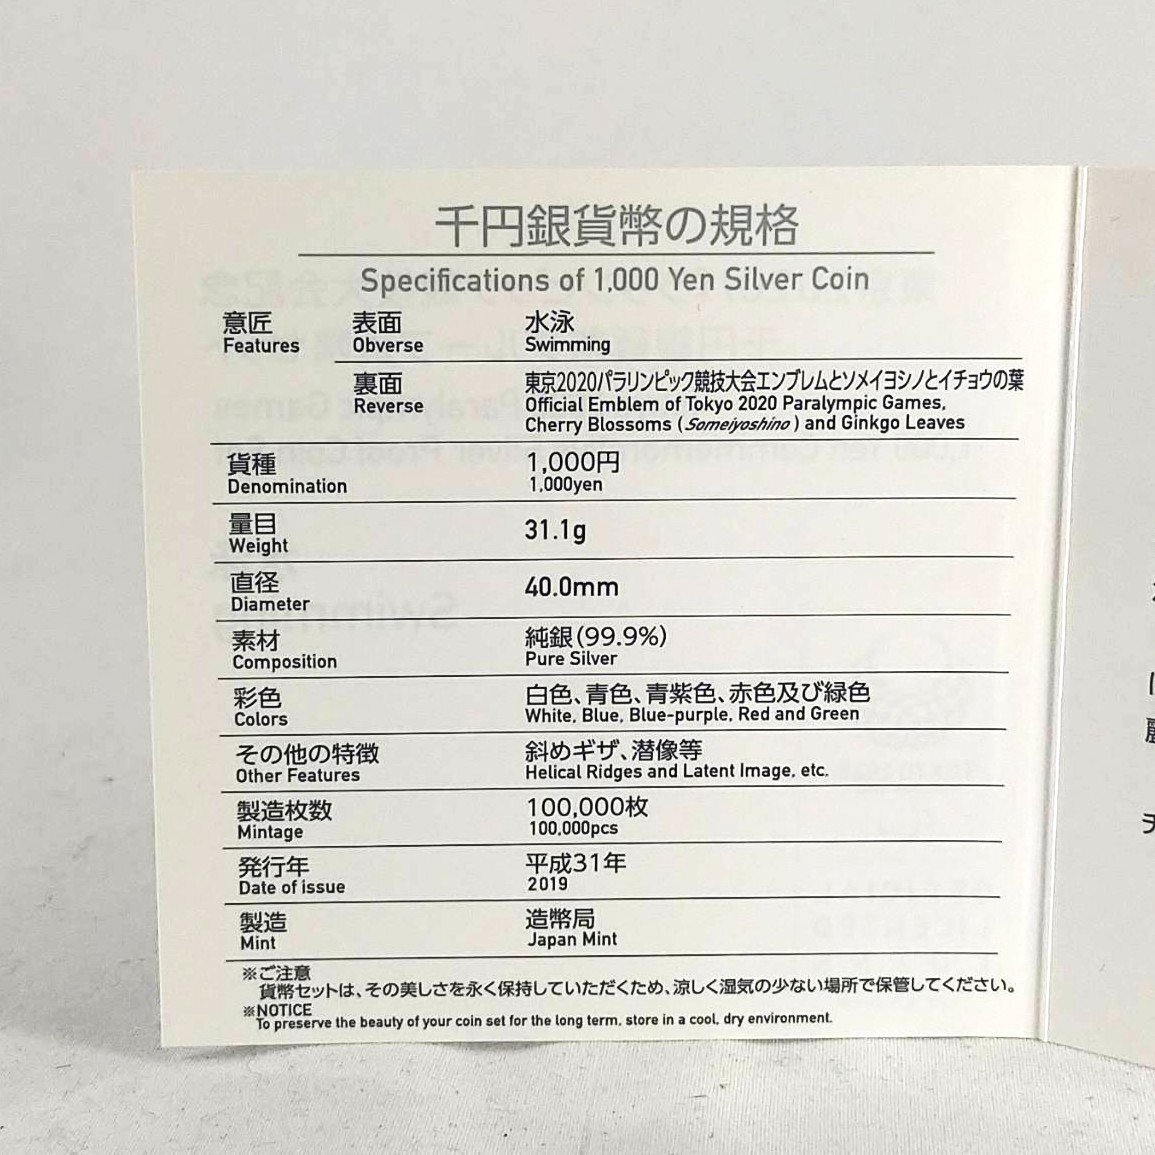 千円銀貨幣の規格
Specifications of 1,000 Yen Silver Coin
意匠 表面 水泳
Features Obverse Swimming
裏面 東京2020パラリンピック競技大会エンブレムとソメイヨシノとイチョウの葉
Reverse Official Emblem of Tokyo 2020 Paralympic Games,
Cherry Blossoms (Someiyoshino) and Ginkgo Leaves
貨種 1,000円
Denomination 1,000yen
量目
Weight 31.1g
直径
Diameter 40.0mm
素材 純銀(99.9%)
Composition Pure Silver
彩色 白色、青色、青紫色、赤色及び緑色
Colors White, Blue, Blue-purple, Red and Green
その他の特徴 斜めギザ、潜像等
Other Features Helical Ridges and Latent Image, etc.
製造枚数 100,000枚
Mintage 100,000pcs
発行年 平成31年
Date of issue 2019
製造 造幣局
Mint Japan Mint
※ご注意
貨幣セットは、その美しさを永く保持していただくため、涼しく湿気の少ない場所で保管してください。
※NOTICE
To preserve the beauty of your coin set for the long term, store in a cool, dry environment.